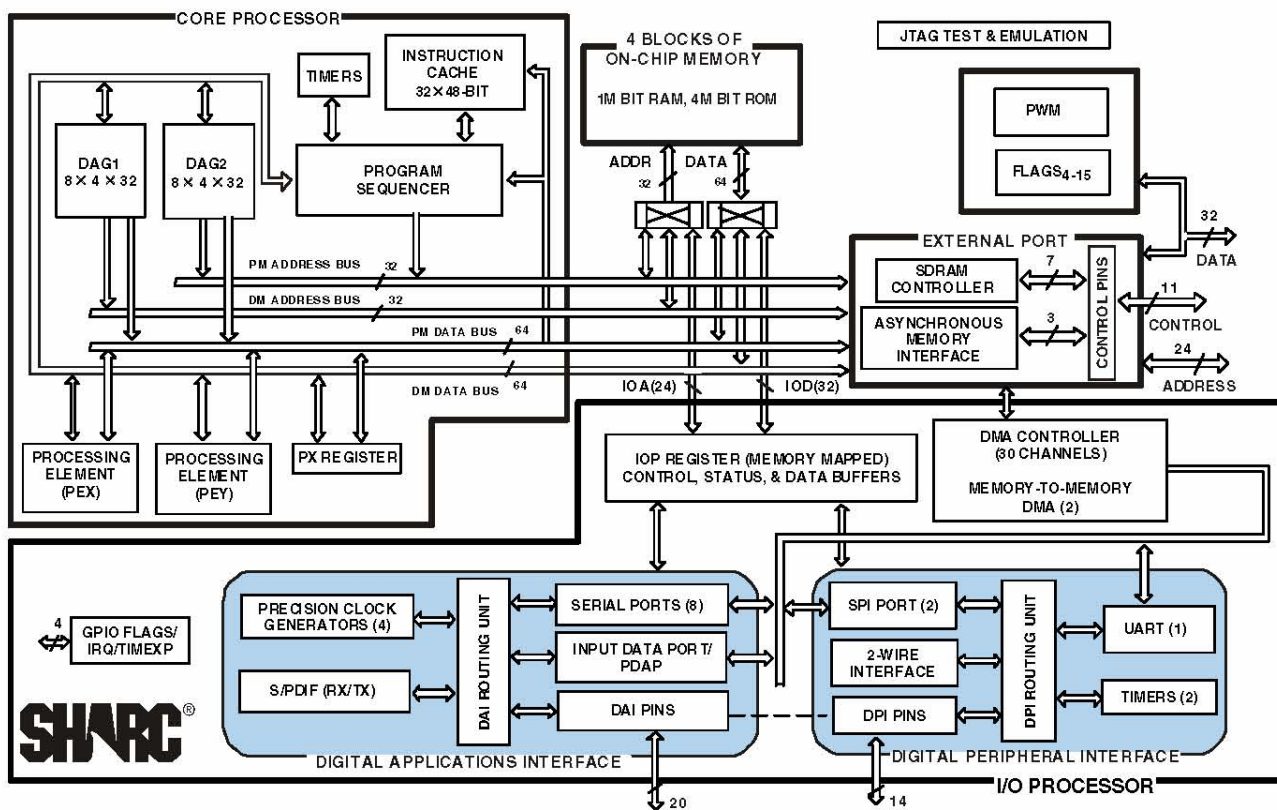 CORE PROCESSOR
TIMERS
INSTRUCTION
CACHE
32 × 48-BIT
DAG1
8 × 4 × 32
DAG2
8 × 4 × 32
PROGRAM
SEQUENCER
4 BLOCKS OF
ON-CHIP MEMORY
1M BIT RAM, 4M BIT ROM
ADDR
32
DATA
64
JTAG TEST & EMULATION
PWM
FLAGS4-15
PM ADDRESS BUS
32
DM ADDRESS BUS
32
PM DATA BUS
64
DM DATA BUS
64
IOA(24)
IOD(32)
EXTERNAL PORT
SDRAM
CONTROLLER
7
ASYNCHRONOUS
MEMORY
INTERFACE
3
CONTROL PINS
32
DATA
11
CONTROL
24
ADDRESS
PROCESSING
ELEMENT
(PEX)
PROCESSING
ELEMENT
(PEY)
PX REGISTER
IOP REGISTER (MEMORY MAPPED)
CONTROL, STATUS, & DATA BUFFERS
DMA CONTROLLER
(30 CHANNELS)
MEMORY-TO-MEMORY
DMA (2)
4
GPIO FLAGS/
IRQ/TIMEXP
PRECISION CLOCK
GENERATORS (4)
S/PDIF (RX/TX)
DAI ROUTING UNIT
SERIAL PORTS (8)
INPUT DATA PORT/
PDAP
DAI PINS
DIGITAL APPLICATIONS INTERFACE
20
SPI PORT (2)
2-WIRE
INTERFACE
DPI PINS
DPI ROUTING UNIT
UART (1)
TIMERS (2)
DIGITAL PERIPHERAL INTERFACE
14
I/O PROCESSOR
SHARC®